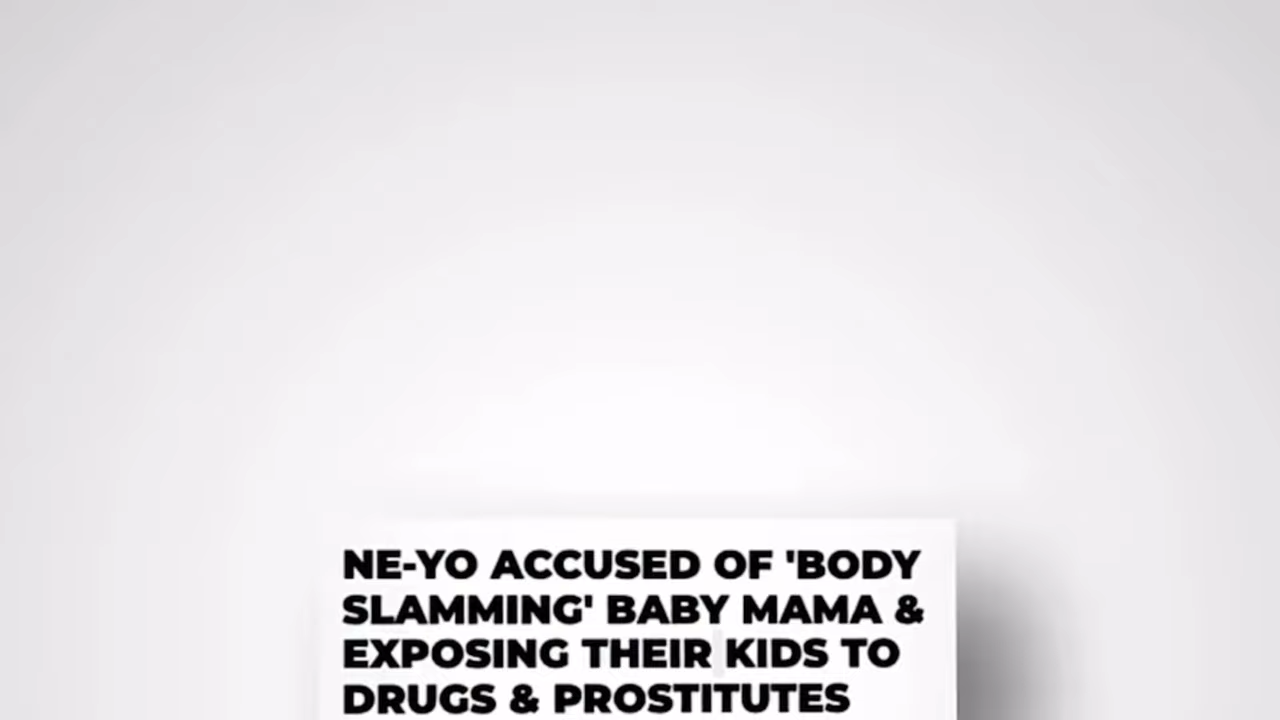 NE-YO ACCUSED OF 'BODY
SLAMMING' BABY MAMA &
EXPOSING THEIR KIDS TO
DRUGS & PROSTITUTES